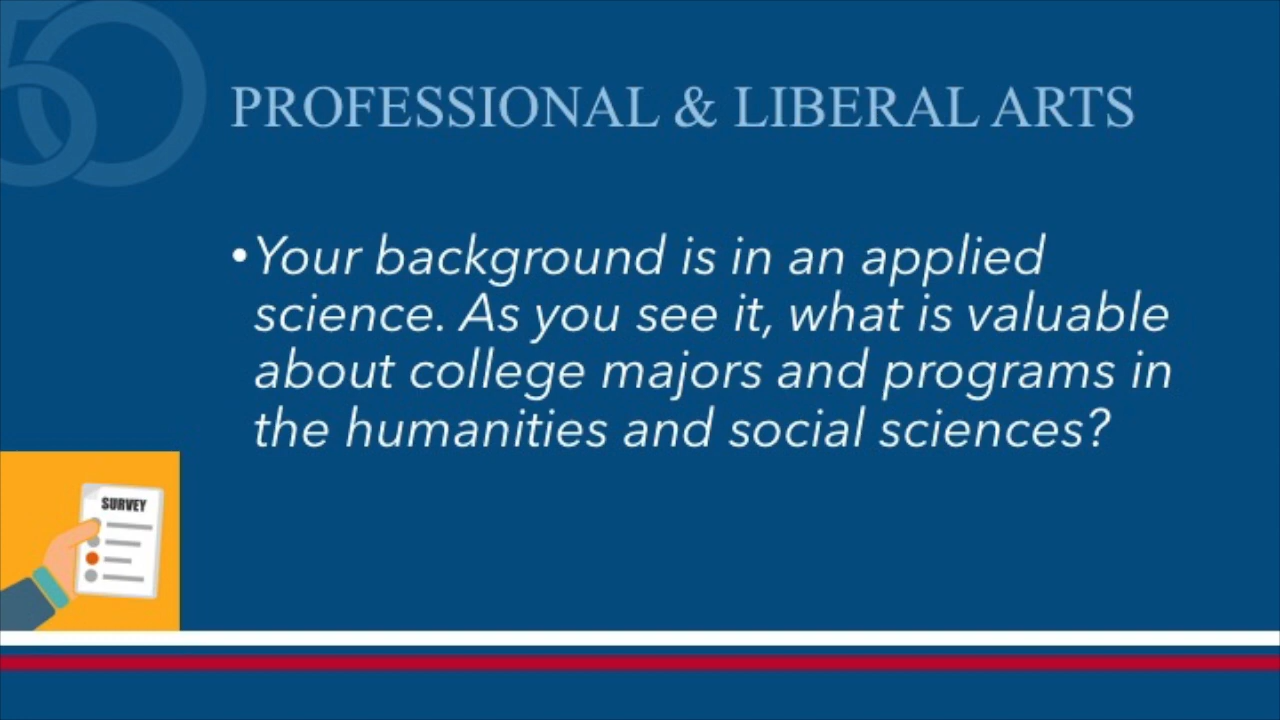 50
PROFESSIONAL & LIBERAL ARTS
•Your background is in an applied
science. As you see it, what is valuable
about college majors and programs in
the humanities and social sciences?
SURVEY